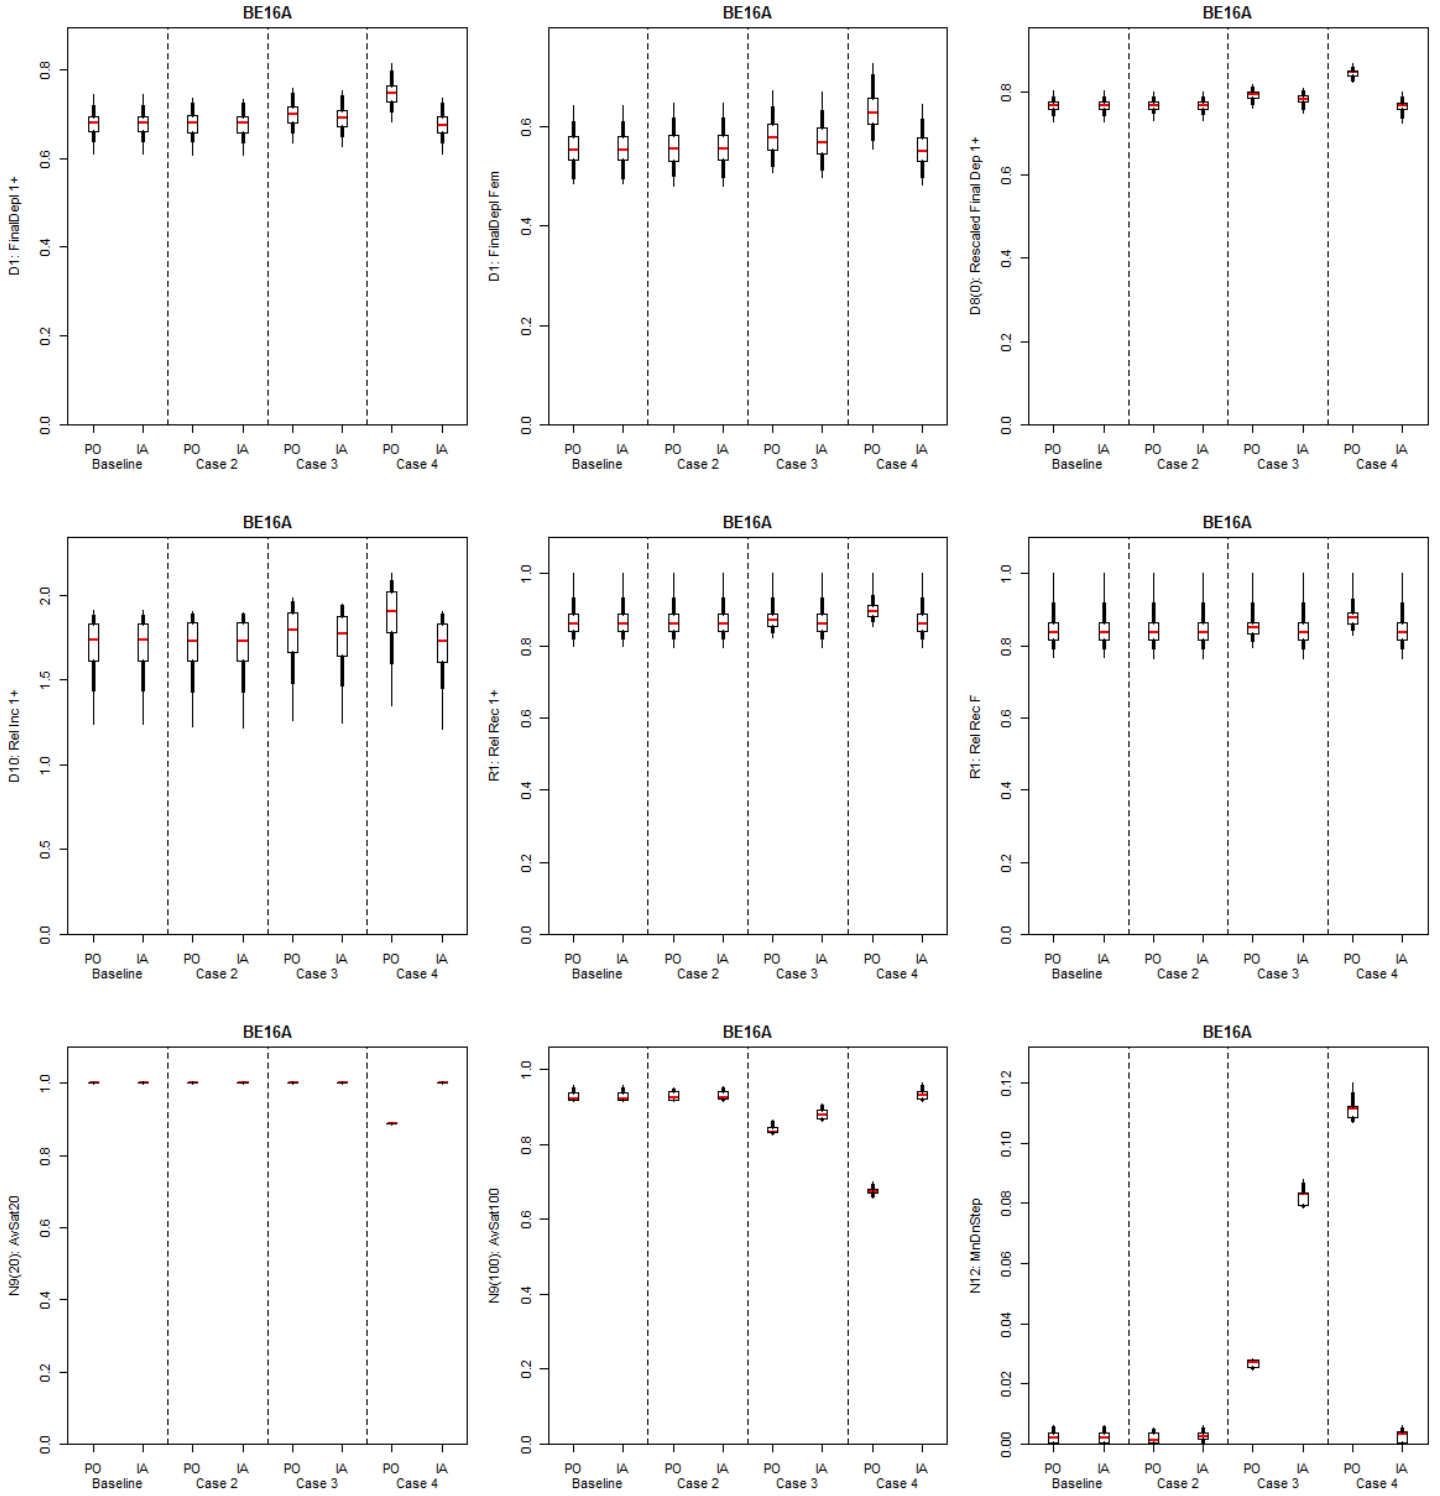 BE16A
BE16A
BE16A
D1: FinalDepl 1+
0.0 0.2 0.4 0.6 0.8
D1: FinalDepl Fem
0.0 0.2 0.4 0.6
D8(0): Rescaled Final Dep 1+
0.0 0.2 0.4 0.6 0.8
PO IA PO IA PO IA PO IA
Baseline Case 2 Case 3 Case 4
PO IA PO IA PO IA PO IA
Baseline Case 2 Case 3 Case 4
PO IA PO IA PO IA PO IA
Baseline Case 2 Case 3 Case 4
BE16A
BE16A
BE16A
D10: Rel Inc 1+
0.0 0.5 1.0 1.5 2.0
R1: Rel Rec 1+
0.0 0.2 0.4 0.6 0.8 1.0
R1: Rel Rec F
0.0 0.2 0.4 0.6 0.8 1.0
PO IA PO IA PO IA PO IA
Baseline Case 2 Case 3 Case 4
PO IA PO IA PO IA PO IA
Baseline Case 2 Case 3 Case 4
PO IA PO IA PO IA PO IA
Baseline Case 2 Case 3 Case 4
BE16A
BE16A
BE16A
N9(20): AvSat20
0.0 0.2 0.4 0.6 0.8 1.0
N9(100): AvSat100
0.0 0.2 0.4 0.6 0.8 1.0
N12: MnDnStep
0.00 0.02 0.04 0.06 0.08 0.10 0.12
PO IA PO IA PO IA PO IA
Baseline Case 2 Case 3 Case 4
PO IA PO IA PO IA PO IA
Baseline Case 2 Case 3 Case 4
PO IA PO IA PO IA PO IA
Baseline Case 2 Case 3 Case 4